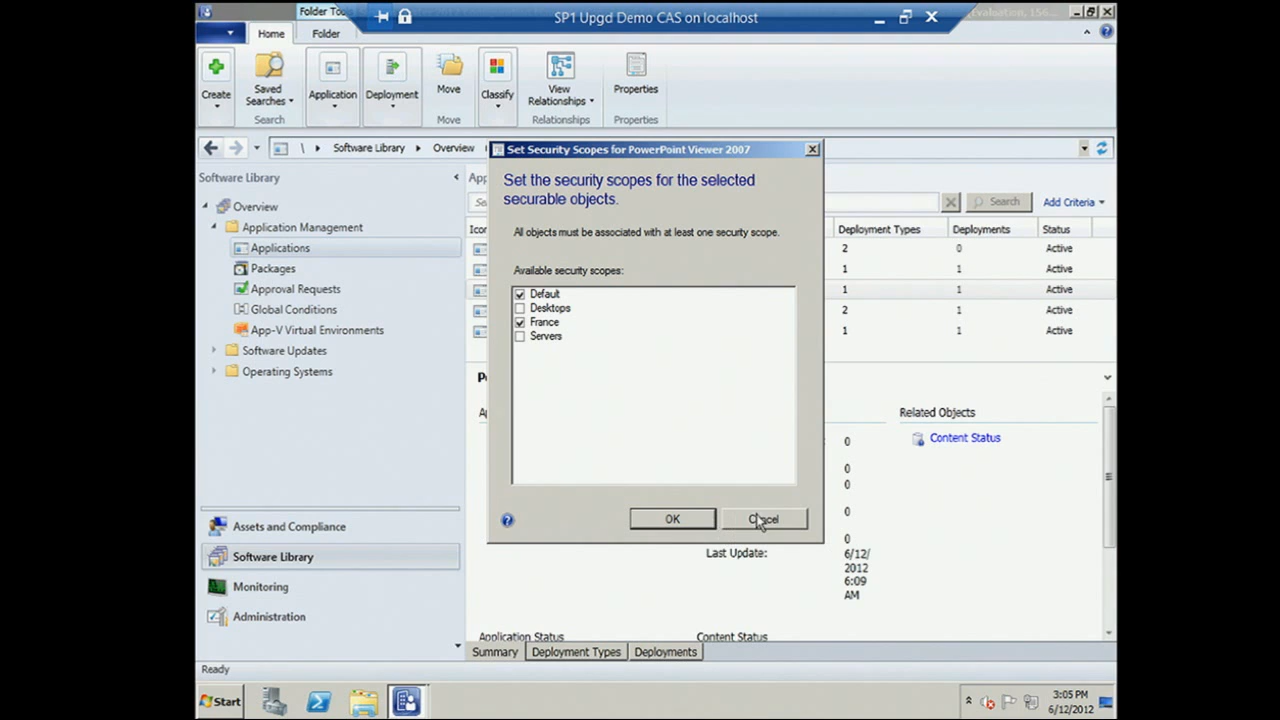 Folder Tools
SP1 Upgd Demo CAS on localhost
Home
Folder
Create
Saved Searches
Application
Deployment
Move
Classify
View Relationships
Properties
Search
Move
Relationships
Properties
\ Software Library Overview
Software Library
Overview
Application Management
Applications
Packages
Approval Requests
Global Conditions
App-V Virtual Environments
Software Updates
Operating Systems
Search
Add Criteria
Deployment Types Deployments Status
2 0 Active
1 1 Active
1 1 Active
2 1 Active
1 1 Active
Set Security Scopes for PowerPoint Viewer 2007
Set the security scopes for the selected
securable objects.
All objects must be associated with at least one security scope.
Available security scopes:
Default
Desktops
France
Servers
OK
Cancel
Related Objects
Content Status
0
0
0
0
0
Last Update:
6/12/
2012
6:09
AM
Application Status
Content Status
Summary
Deployment Types
Deployments
Assets and Compliance
Software Library
Monitoring
Administration
Ready
Start
3:05 PM
6/12/2012